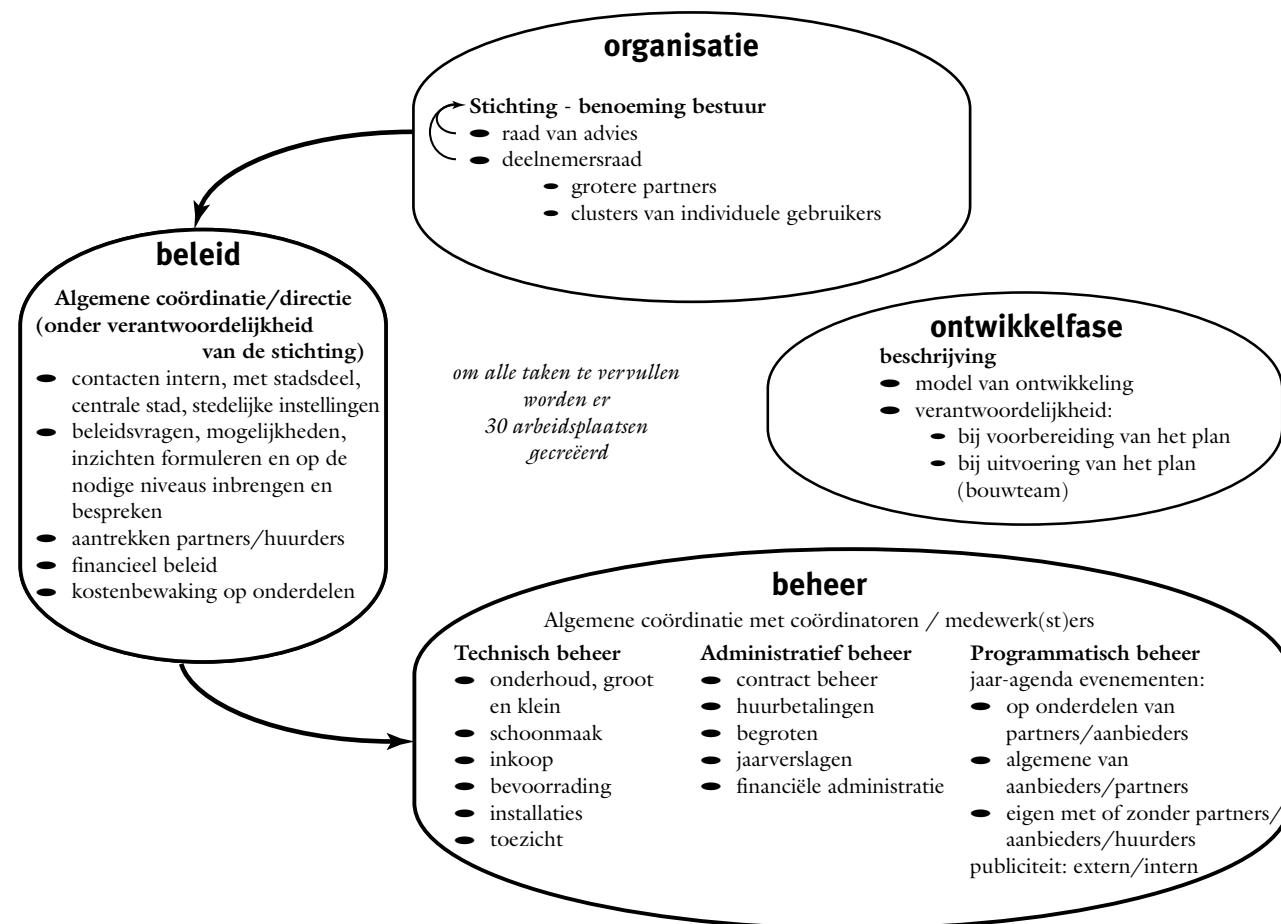 organisatie
Stichting - benoeming bestuur
raad van advies
deelnemersraad
grotere partners
clusters van individuele gebruikers
beleid
Algemene coördinatie/directie
(onder verantwoordelijkheid
van de stichting)
contacten intern, met stadsdeel,
centrale stad, stedelijke instellingen
beleidsvragen, mogelijkheden,
inzichten formuleren en op de
nodige niveaus inbrengen en
bespreken
aantrekken partners/huurders
financieel beleid
kostenbewaking op onderdelen
om alle taken te vervullen
worden er
30 arbeidsplaatsen
gecreëerd
ontwikkelfase
beschrijving
model van ontwikkeling
verantwoordelijkheid:
bij voorbereiding van het plan
bij uitvoering van het plan
(bouwteam)
beheer
Algemene coördinatie met coördinatoren / medewerk(st)ers
Technisch beheer
onderhoud, groot
en klein
schoonmaak
inkoop
bevoorrading
installaties
toezicht
Administratief beheer
contract beheer
huurbetalingen
begroten
jaarverslagen
financiële administratie
Programmatisch beheer
jaar-agenda evenementen:
op onderdelen van
partners/aanbieders
algemene van
aanbieders/partners
eigen met of zonder partners/
aanbieders/huurders
publiciteit: extern/intern